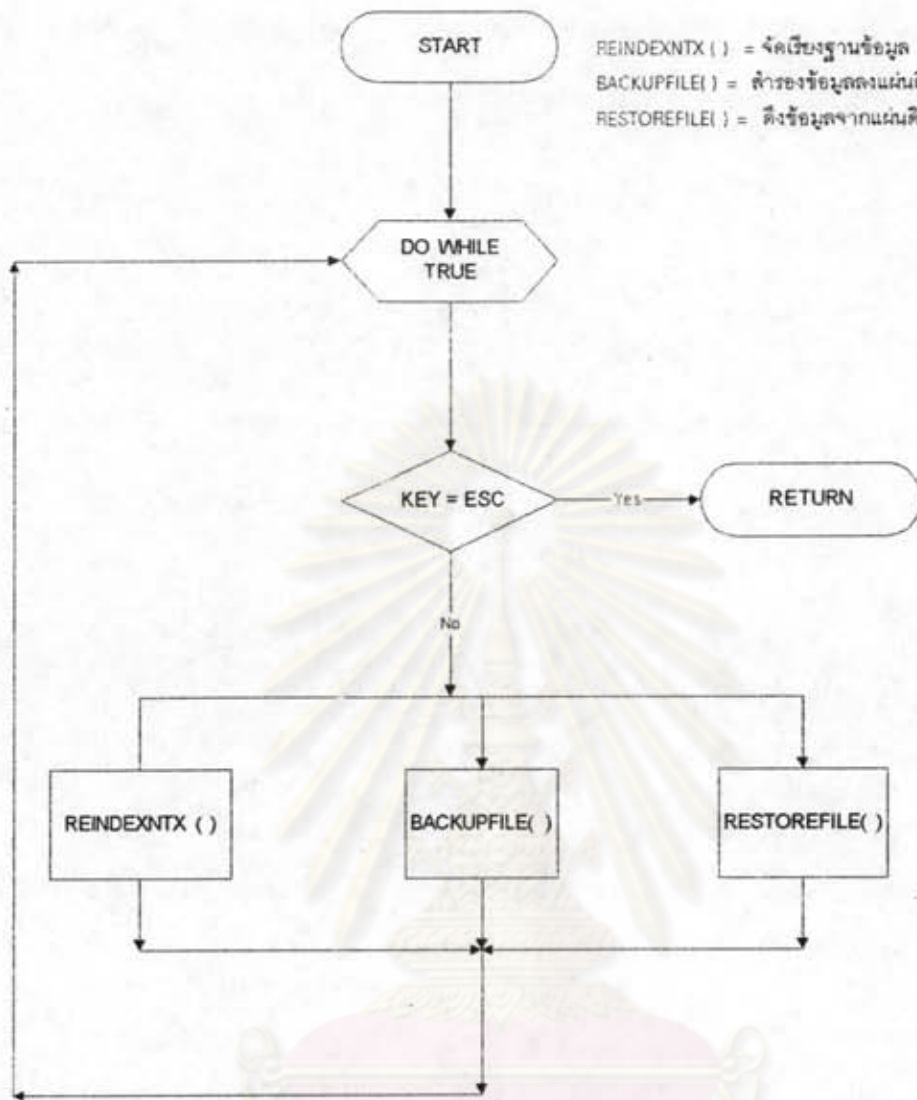 START
REINDEXNTX ( ) = จัดเรียงฐานข้อมูล
BACKUPFILE( ) = สำรองข้อมูลลงแผ่น
RESTOREFILE( ) = ดึงข้อมูลจากแผ่น
DO WHILE
TRUE
KEY = ESC
Yes
RETURN
No
REINDEXNTX ( )
BACKUPFILE( )
RESTOREFILE( )